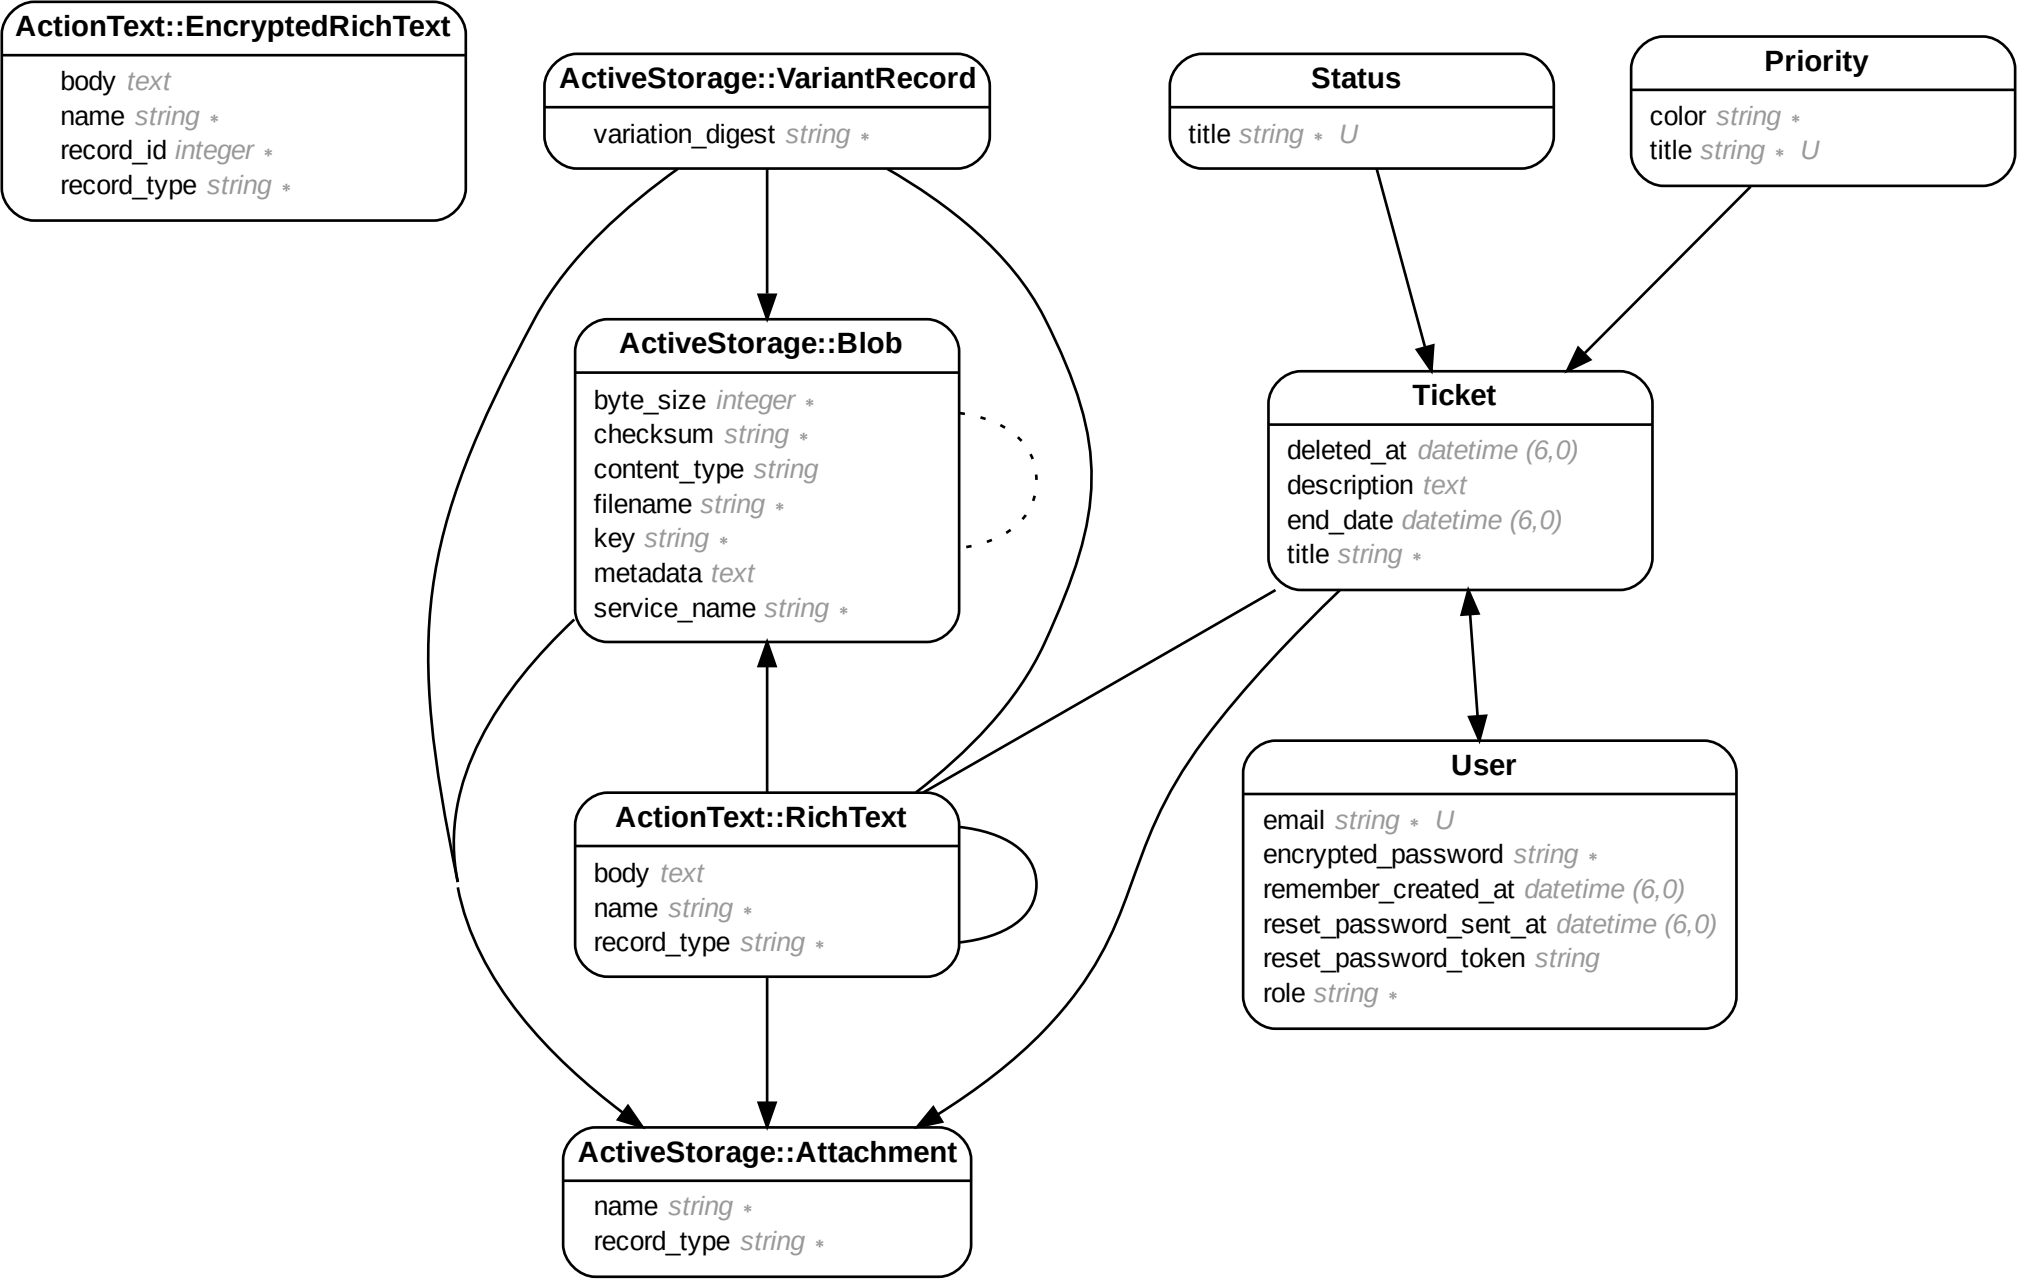 ActionText::EncryptedRichText
body text
name string *
record_id integer *
record_type string *
ActiveStorage::VariantRecord
variation_digest string *
Status
title string * U
Priority
color string *
title string * U
ActiveStorage::Blob
byte_size integer *
checksum string *
content_type string
filename string *
key string *
metadata text
service_name string *
Ticket
deleted_at datetime (6,0)
description text
end_date datetime (6,0)
title string *
ActionText::RichText
body text
name string *
record_type string *
User
email string * U
encrypted_password string *
remember_created_at datetime (6,0)
reset_password_sent_at datetime (6,0)
reset_password_token string
role string *
ActiveStorage::Attachment
name string *
record_type string *